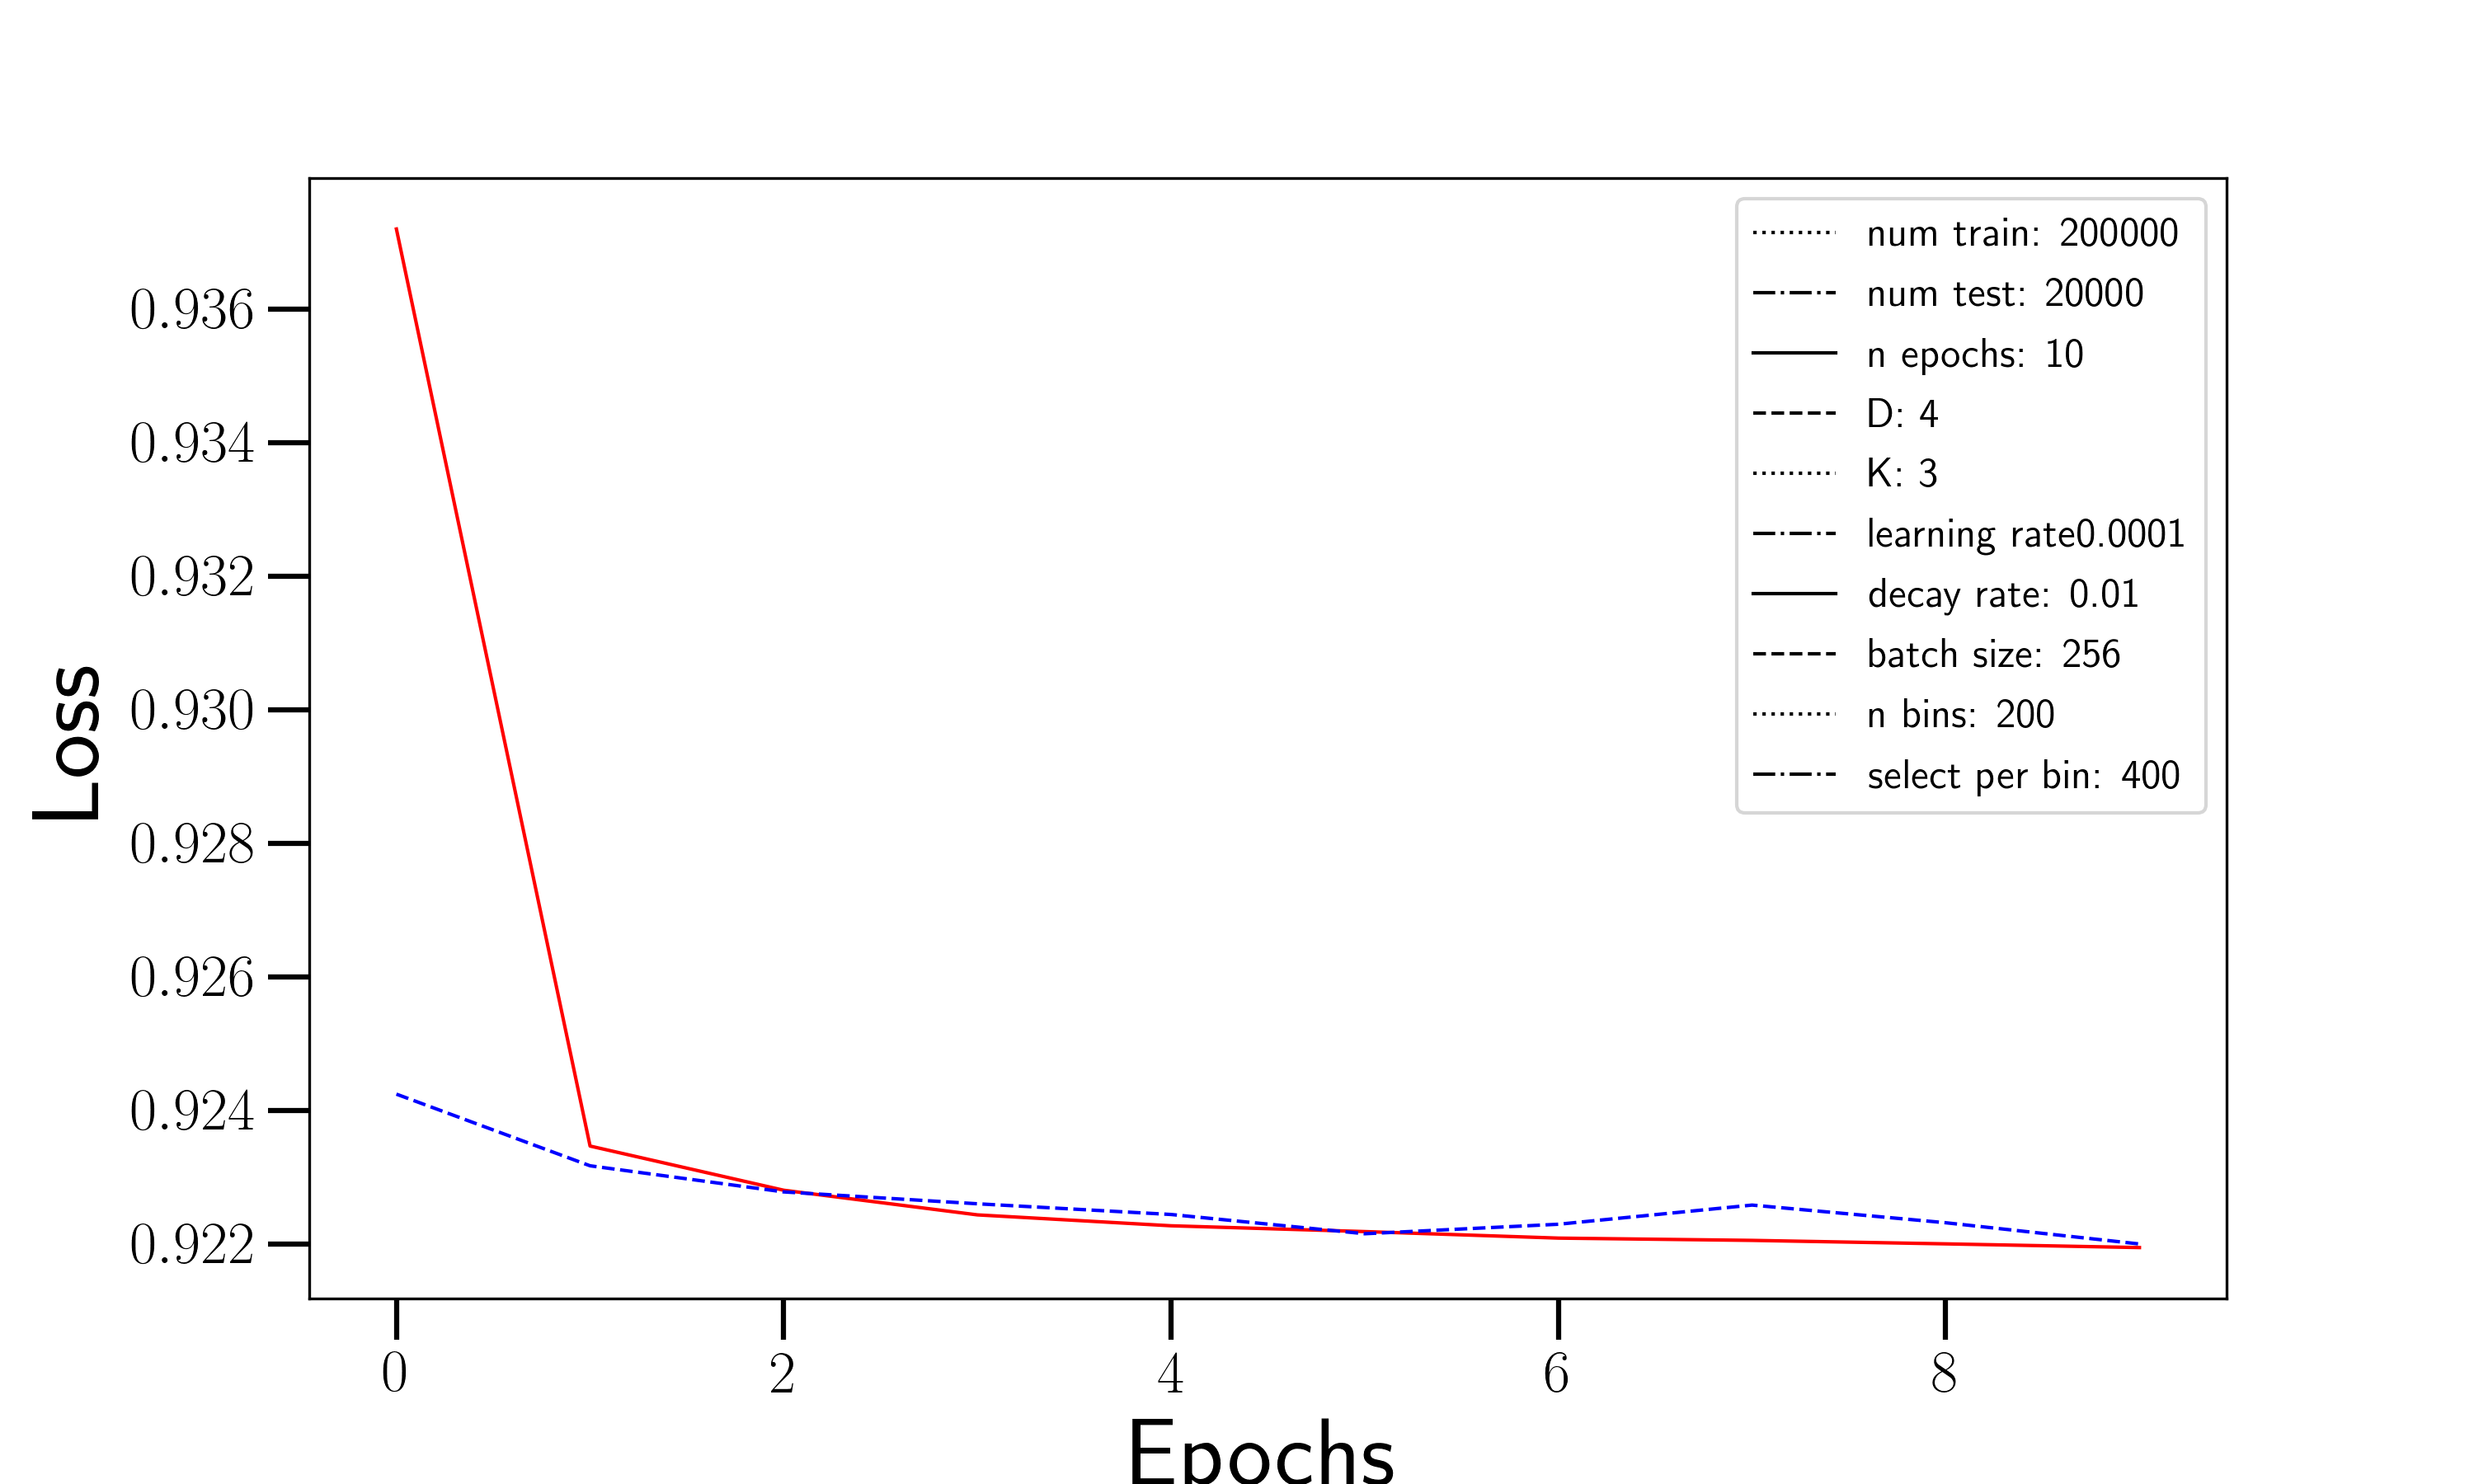 num train: 200000
num test: 20000
n epochs: 10
D: 4
K: 3
learning rate0.0001
decay rate: 0.01
batch size: 256
n bins: 200
select per bin: 400
0.936
0.934
0.932
0.930
0.928
0.926
0.924
0.922
Loss
0 2 4 6 8
Epochs